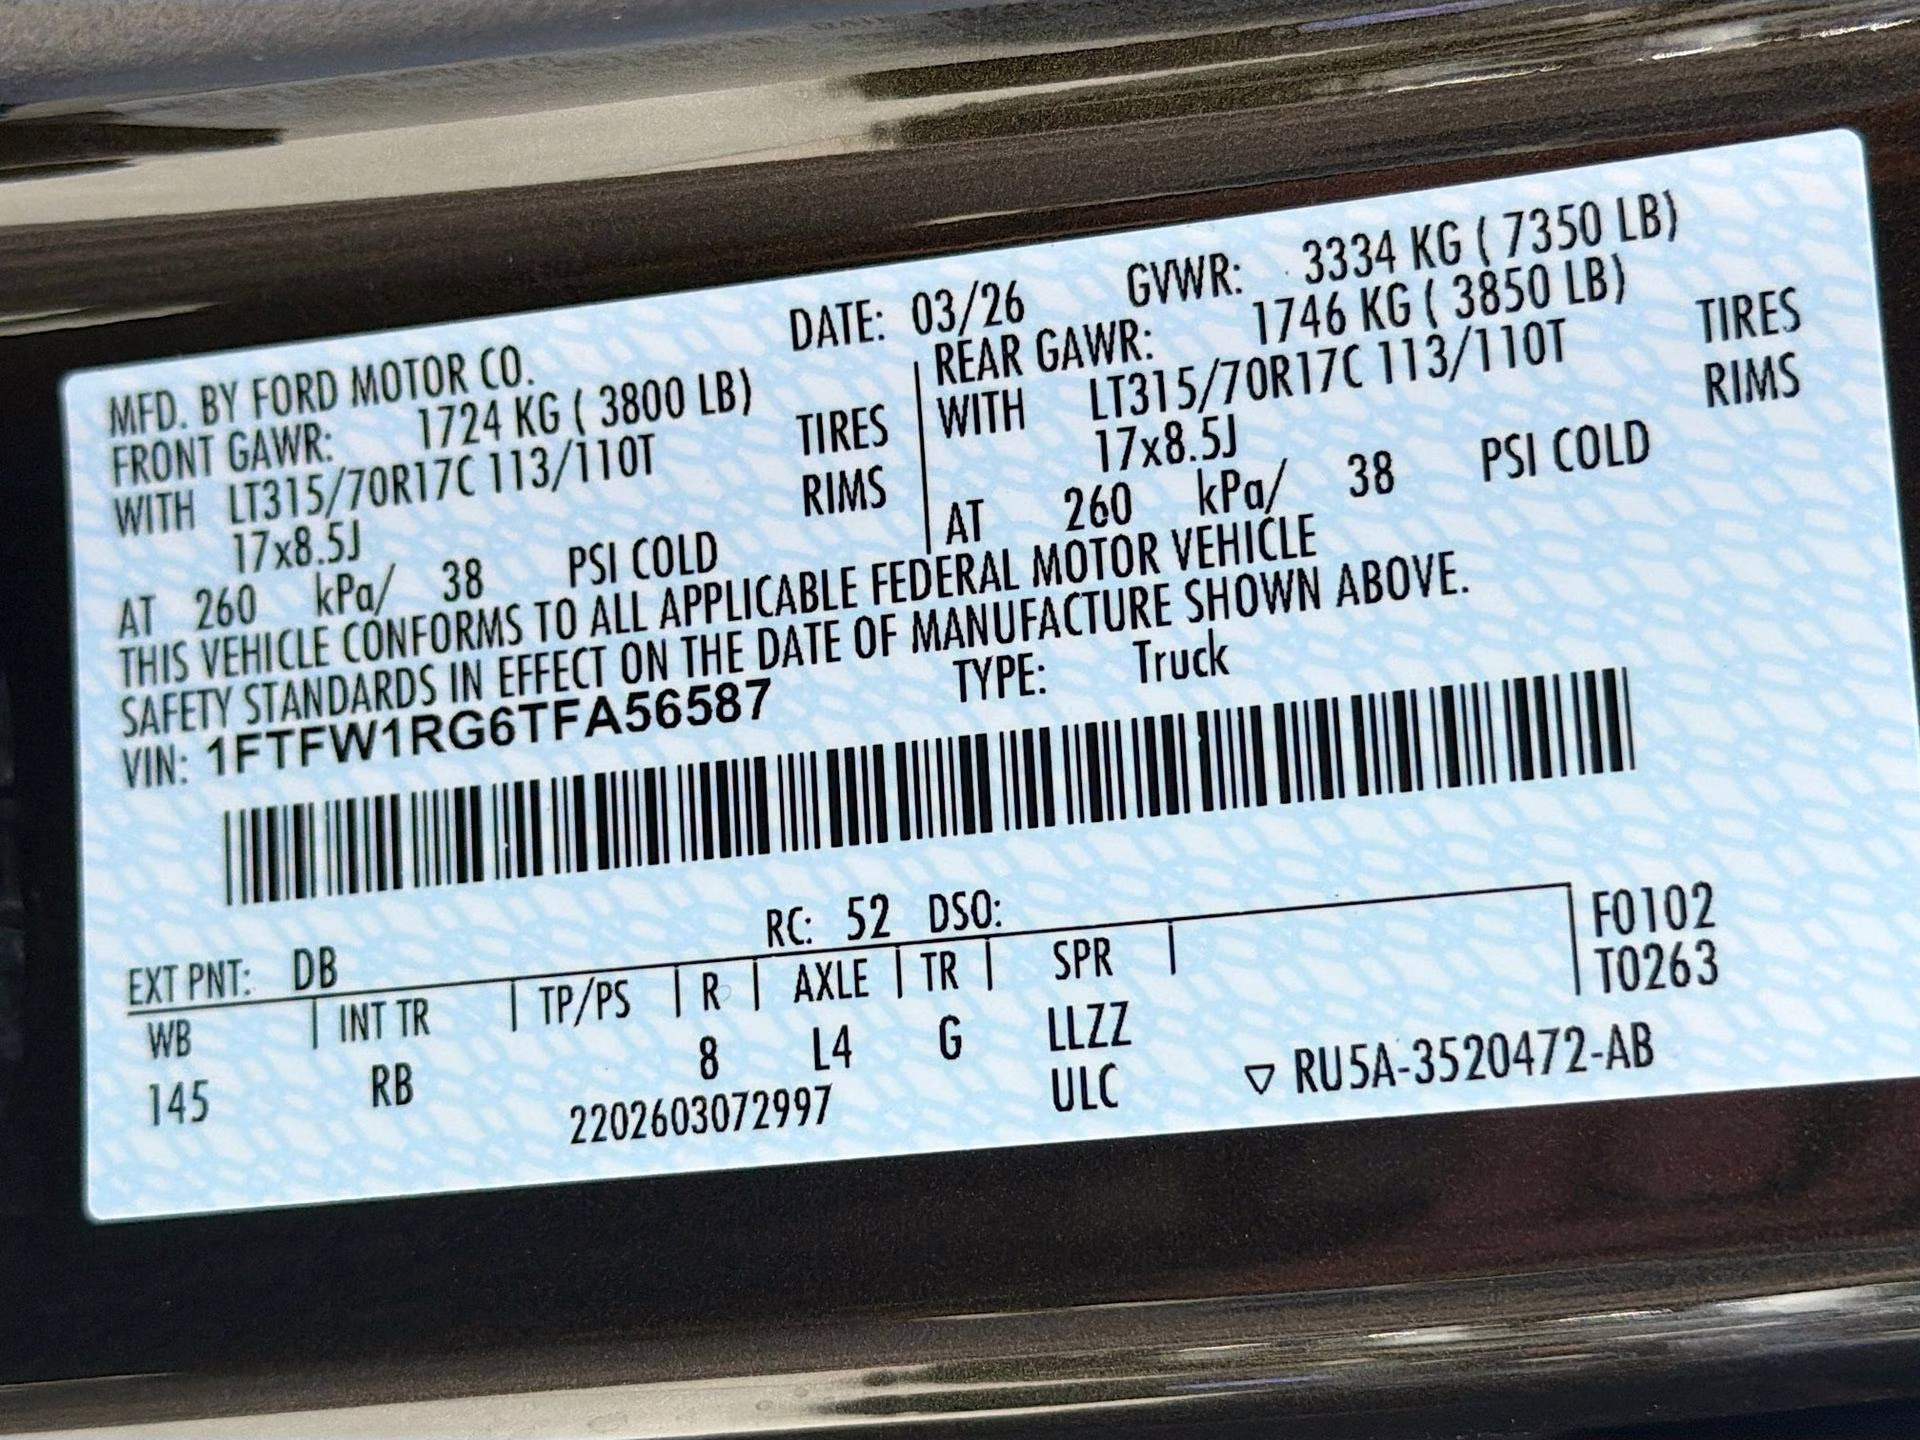 MFD. BY FORD MOTOR CO. DATE: 03/26 GVWR: 3334 KG ( 7350 LB)
FRONT GAWR: 1724 KG ( 3800 LB) REAR GAWR: 1746 KG ( 3850 LB)
WITH LT315/70R17C 113/110T TIRES WITH LT315/70R17C 113/110T TIRES
17x8.5J RIMS 17x8.5J RIMS
AT 260 kPa/ 38 PSI COLD AT 260 kPa/ 38 PSI COLD
THIS VEHICLE CONFORMS TO ALL APPLICABLE FEDERAL MOTOR VEHICLE
SAFETY STANDARDS IN EFFECT ON THE DATE OF MANUFACTURE SHOWN ABOVE.
VIN: 1FTFW1RG6TFA56587 TYPE: Truck
EXT PNT: DB RC: 52 DSO: F0102
WB INT TR TP/PS R AXLE TR SPR T0263
145 RB 8 L4 G LLZZ
2202603072997 ULC ▽ RU5A-3520472-AB